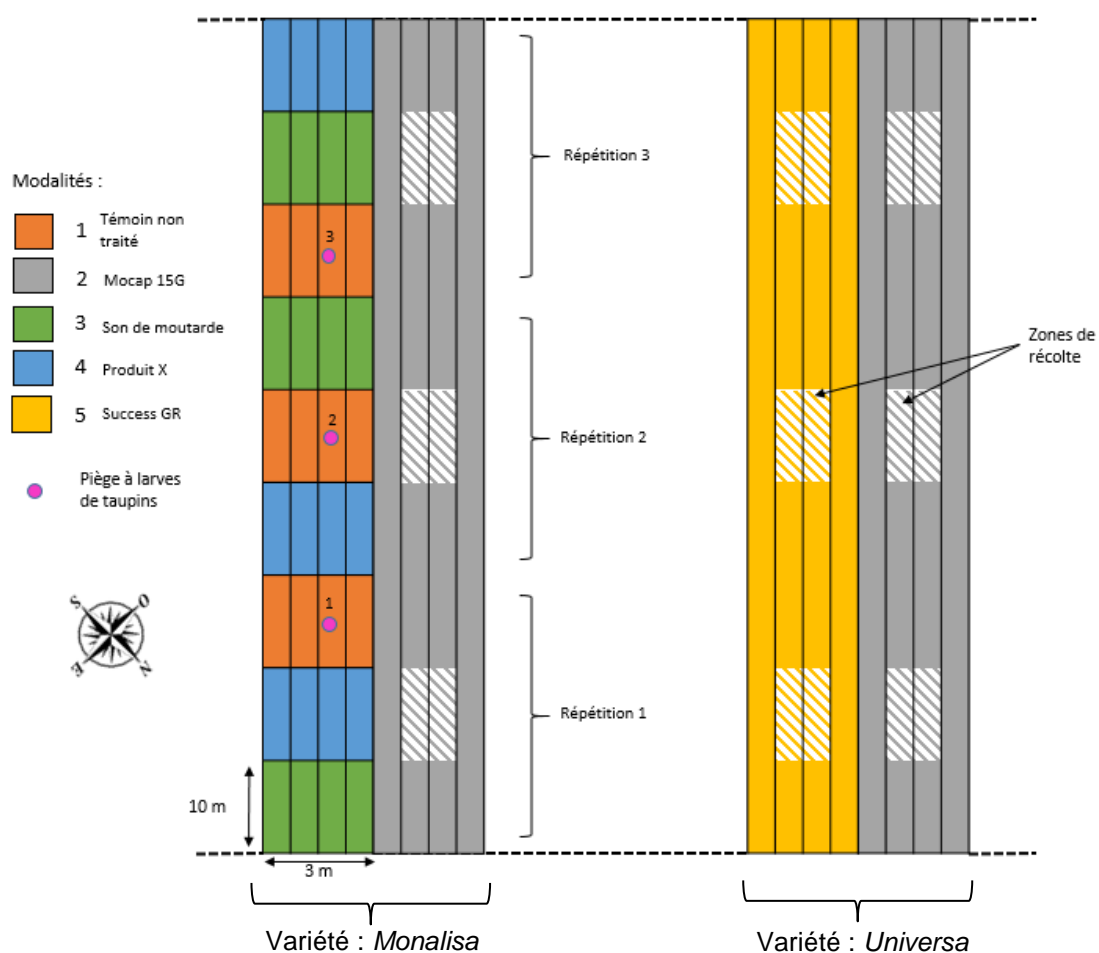 Modalités :
1 Témoin non
traité
2 Mocap 15G
3 Son de moutarde
4 Produit X
5 Success GR
Piège à larves
de taupins
S O
E N
3
2
1
10 m
3 m
Répétition 3
Répétition 2
Répétition 1
Zones de
récolte
Variété : Monalisa
Variété : Universa